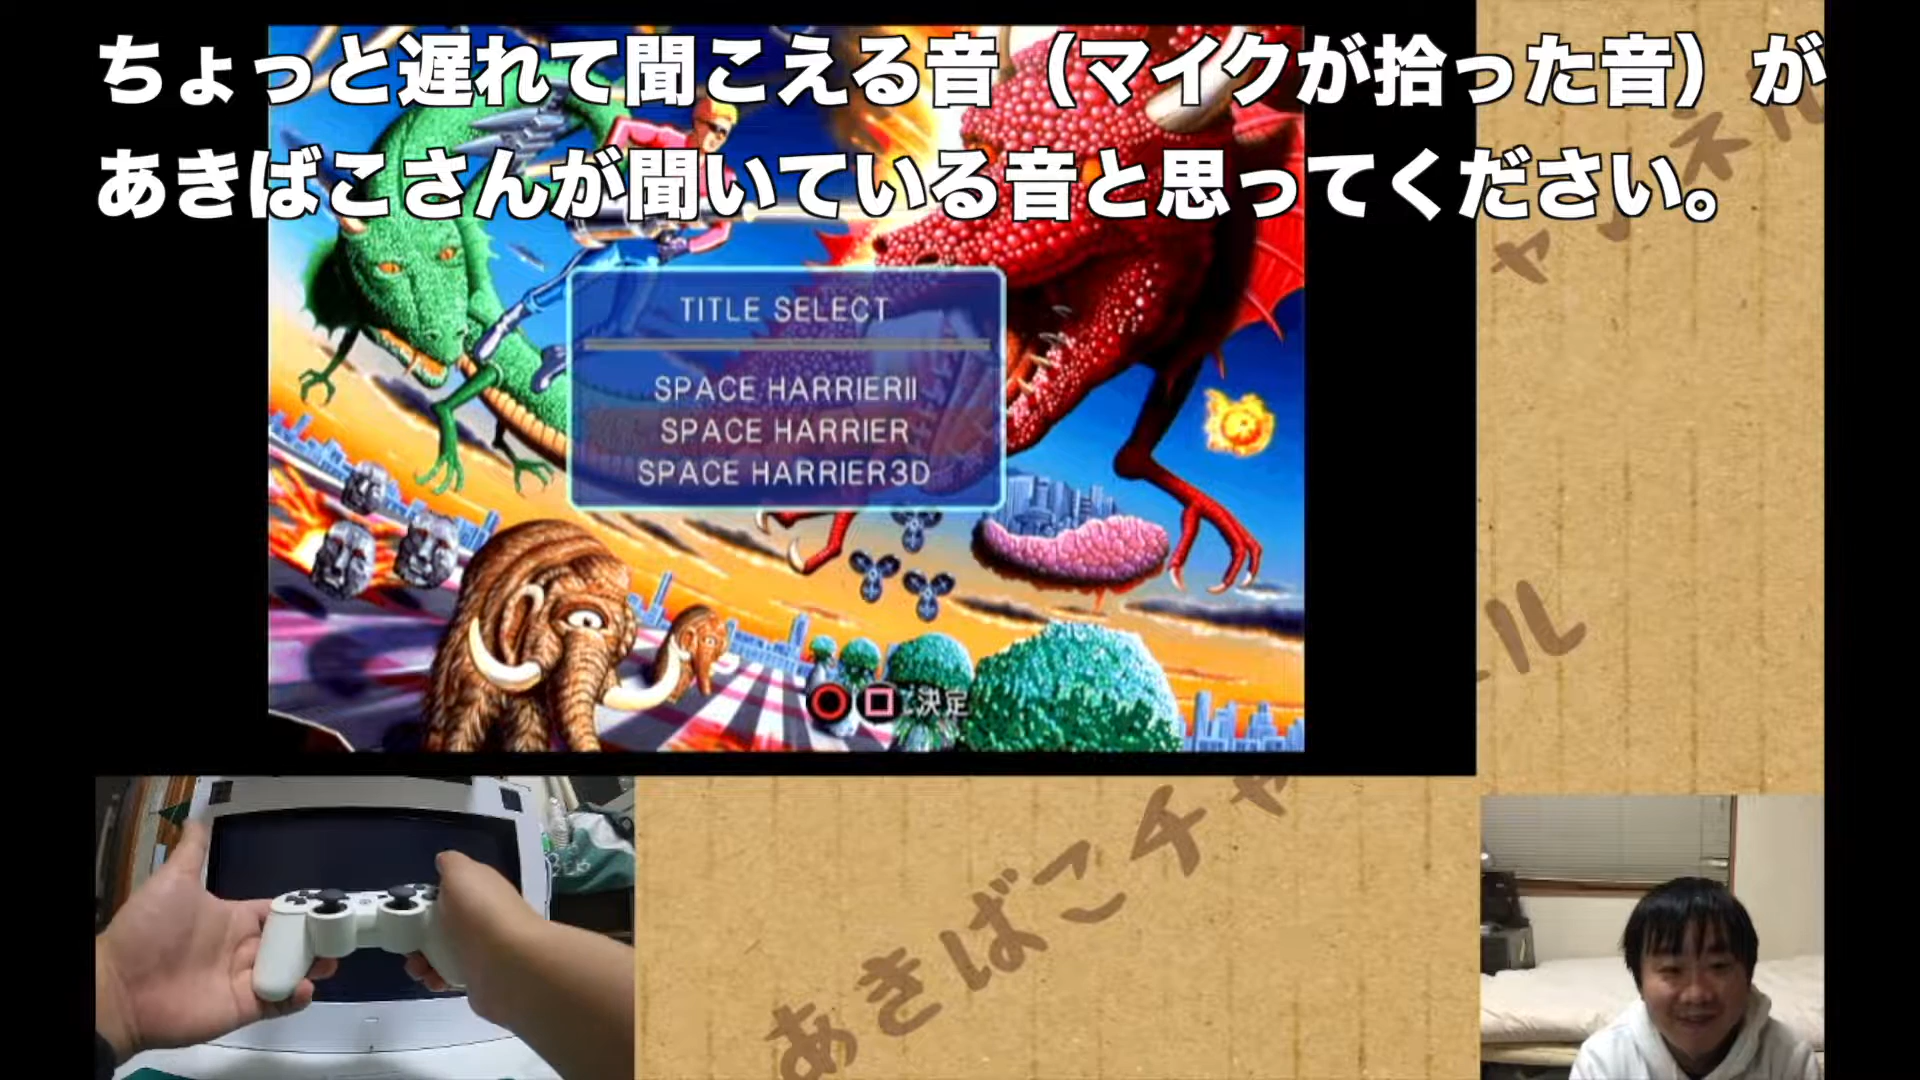 ちょっと遅れて聞こえる音（マイクが拾った音）が
あきばこさんが聞いている音と思ってください。
TITLE SELECT
SPACE HARRIERII
SPACE HARRIER
SPACE HARRIER3D
:決定
あきばこチャ
ャンネル
ネル